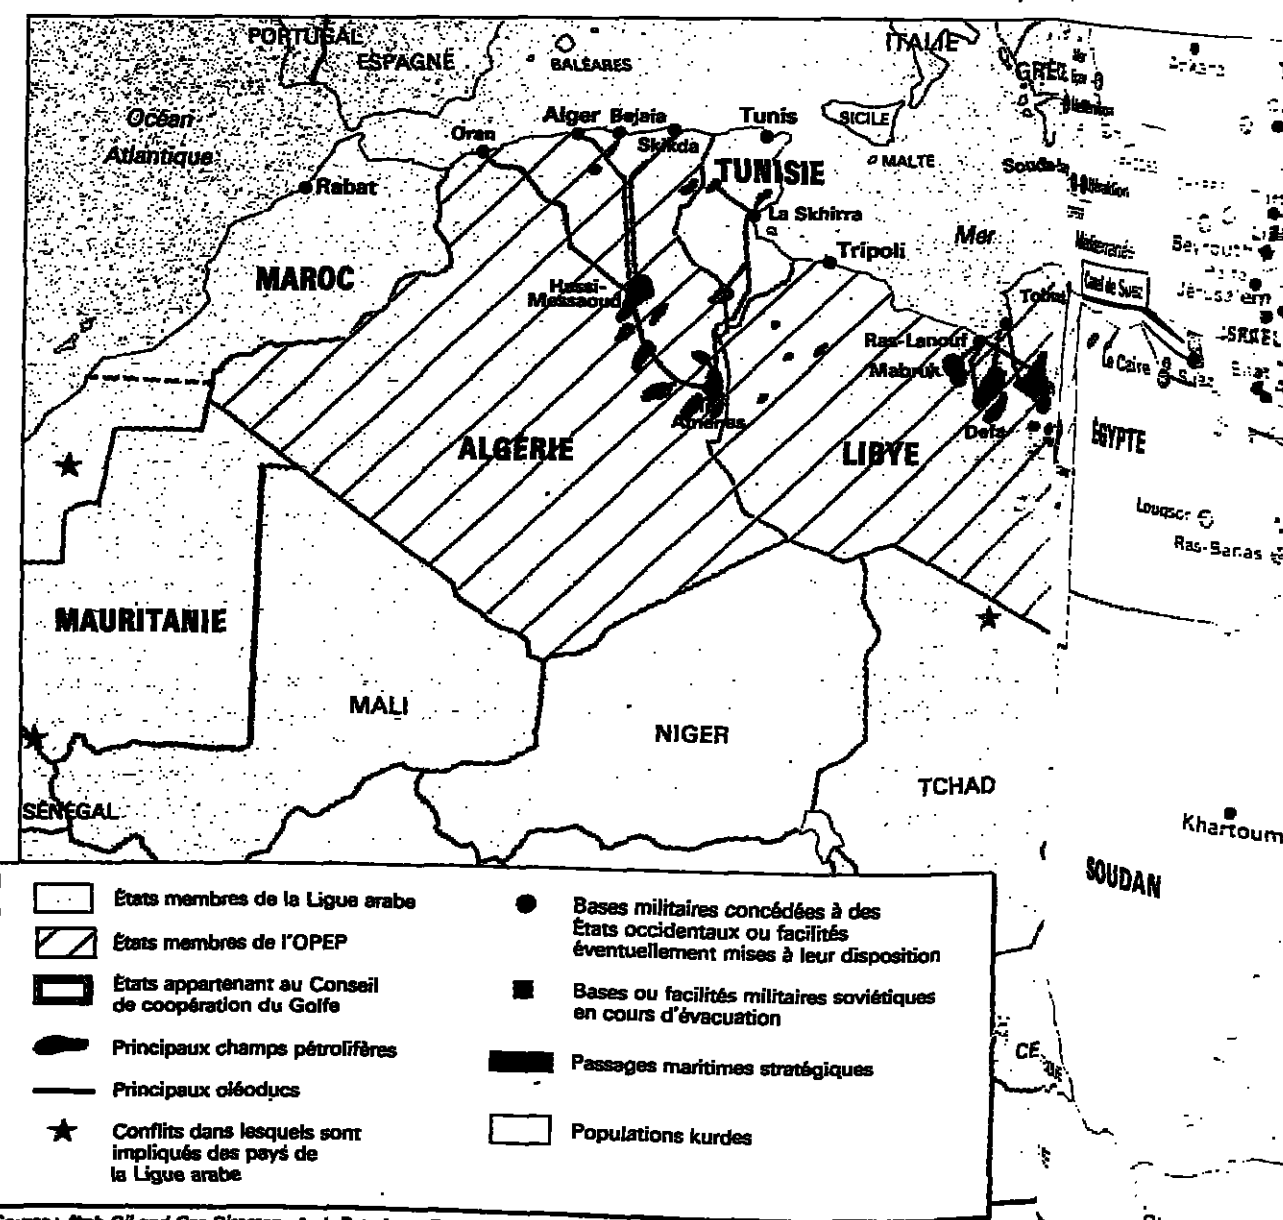 PORTUGAL
ESPAGNE
BALÉARES
ITALIE
GRÈCE
Océan
Atlantique
Oran
Alger
Bejaia
Skikda
Tunis
SICILE
MALTE
TUNISIE
Rabat
La Skhirra
Tripoli
Mer
Méditerranée
MAROC
Hassi-
Messaoud
Tobruk
Canal de Suez
Ras-Lanouf
Mabruk
Le Caire
Suez
ISRAËL
Amenas
Defa
ALGÉRIE
LIBYE
ÉGYPTE
Louqsor
Ras-Banas
MAURITANIE
MALI
NIGER
TCHAD
SÉNÉGAL
Khartoum
SOUDAN
États membres de la Ligue arabe
États membres de l'OPEP
États appartenant au Conseil
de coopération du Golfe
Principaux champs pétrolifères
Principaux oléoducs
Conflits dans lesquels sont
impliqués des pays de
la Ligue arabe
Bases militaires concédées à des
États occidentaux ou facilités
éventuellement mises à leur disposition
Bases ou facilités militaires soviétiques
en cours d'évacuation
Passages maritimes stratégiques
Populations kurdes
CE